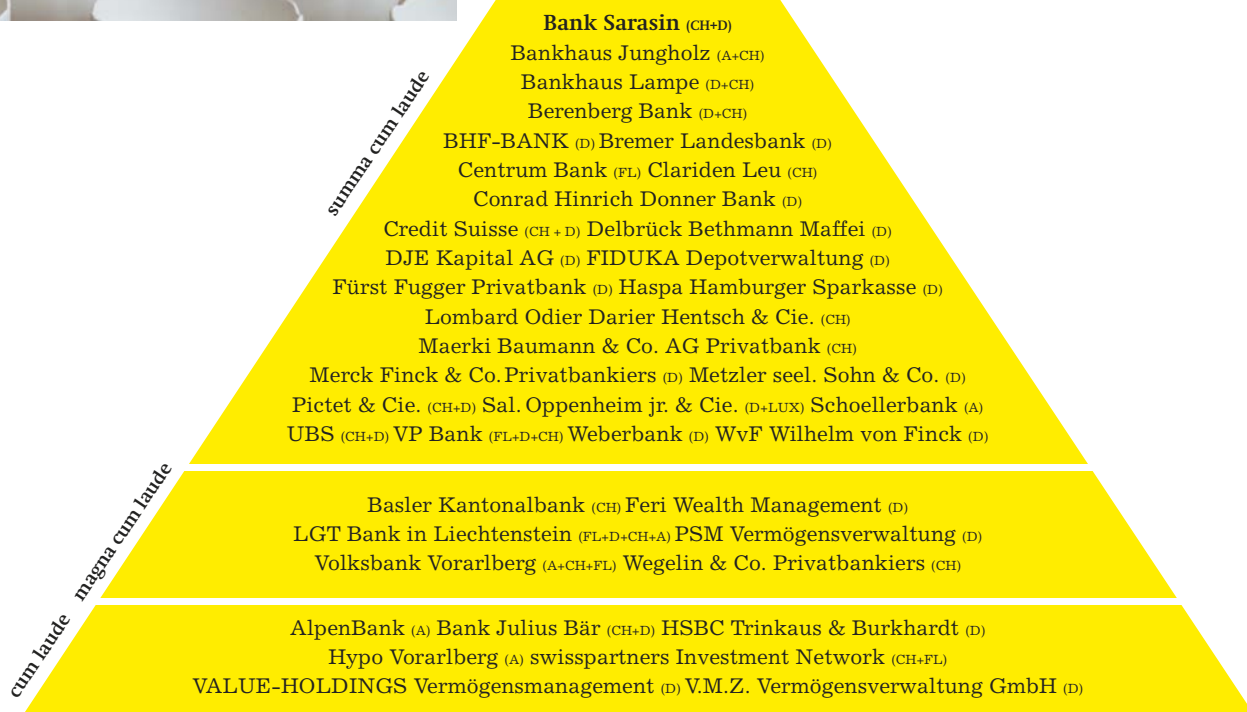 Bank Sarasin (CH+D)
Bankhaus Jungholz (A+CH)
Bankhaus Lampe (D+CH)
Berenberg Bank (D+CH)
BHF-BANK (D) Bremer Landesbank (D)
Centrum Bank (FL) Clariden Leu (CH)
Conrad Hinrich Donner Bank (D)
Credit Suisse (CH + D) Delbrück Bethmann Maffei (D)
DJE Kapital AG (D) FIDUKA Depotverwaltung (D)
Fürst Fugger Privatbank (D) Haspa Hamburger Sparkasse (D)
Lombard Odier Darier Hentsch & Cie. (CH)
Maerki Baumann & Co. AG Privatbank (CH)
Merck Finck & Co. Privatbankiers (D) Metzler seel. Sohn & Co. (D)
Pictet & Cie. (CH+D) Sal. Oppenheim jr. & Cie. (D+LUX) Schoellerbank (A)
UBS (CH+D) VP Bank (FL+D+CH) Weberbank (D) WvF Wilhelm von Finck (D)
summa cum laude
Basler Kantonalbank (CH) Feri Wealth Management (D)
LGT Bank in Liechtenstein (FL+D+CH+A) PSM Vermögensverwaltung (D)
Volksbank Vorarlberg (A+CH+FL) Wegelin & Co. Privatbankiers (CH)
magna cum laude
AlpenBank (A) Bank Julius Bär (CH+D) HSBC Trinkaus & Burkhardt (D)
Hypo Vorarlberg (A) swisspartners Investment Network (CH+FL)
VALUE-HOLDINGS Vermögensmanagement (D) V.M.Z. Vermögensverwaltung GmbH (D)
cum laude